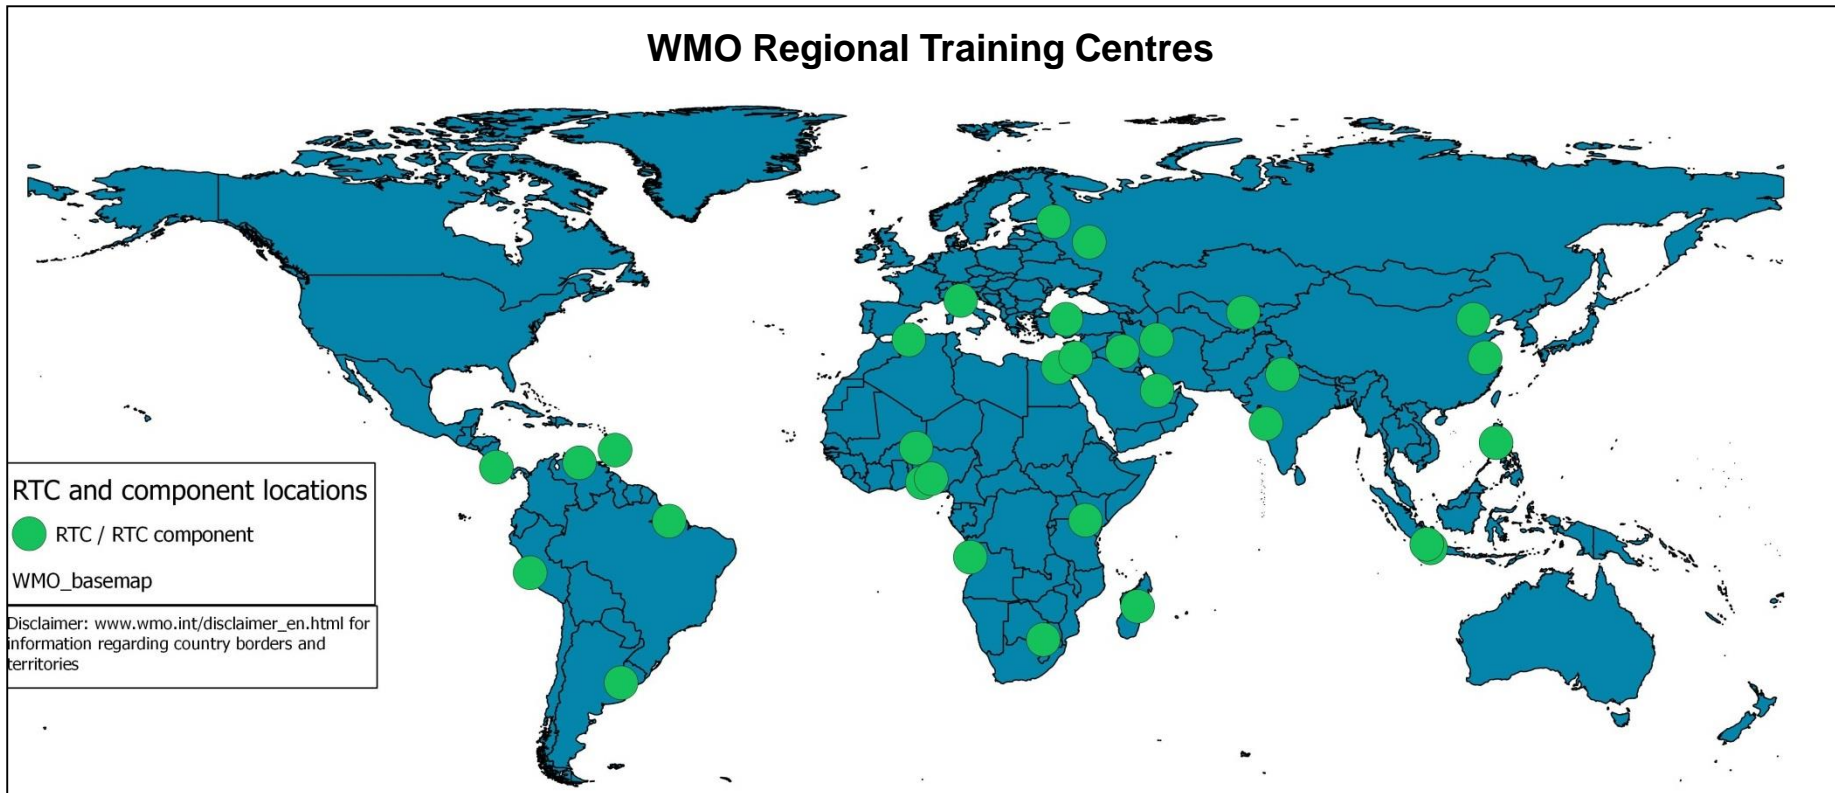 WMO Regional Training Centres
RTC and component locations
RTC / RTC component
WMO_basemap
Disclaimer: www.wmo.int/disclaimer_en.html for
information regarding country borders and
territories